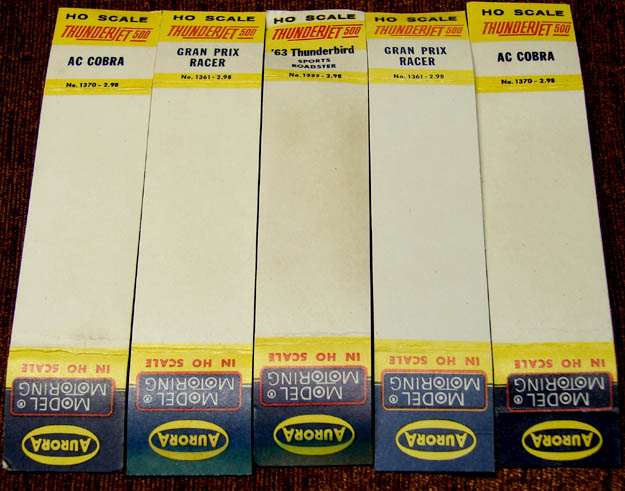 HO SCALE
THUNDERJET 500
AC COBRA
No. 1370 - 2.98
IN HO SCALE
MODEL
MOTORING ®
AURORA
HO SCALE
THUNDERJET 500
GRAN PRIX
RACER
No. 1361 - 2.98
IN HO SCALE
MODEL
MOTORING ®
AURORA
HO SCALE
THUNDERJET 500
'63 Thunderbird
SPORTS
ROADSTER
No. - 2.98
IN HO SCALE
MODEL
MOTORING ®
AURORA
HO SCALE
THUNDERJET 500
GRAN PRIX
RACER
No. 1361 - 2.98
IN HO SCALE
MODEL
MOTORING ®
AURORA
HO SCALE
THUNDERJET 500
AC COBRA
No. 1370 - 2.98
IN HO SCALE
MODEL
MOTORING ®
AURORA